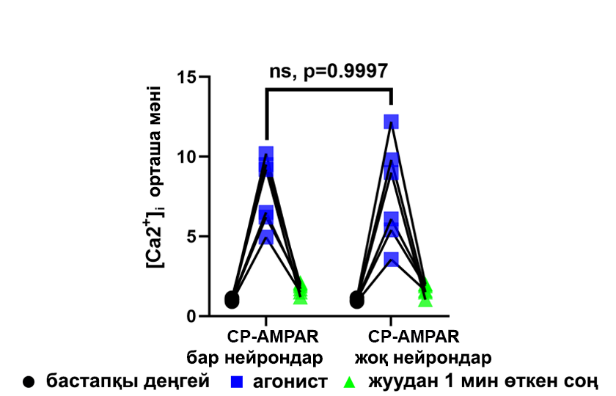 ns, p=0.9997
15
10
5
0
[Ca2⁺]ᵢ орташа мәні
CP-AMPAR
бар нейрондар
CP-AMPAR
жоқ нейрондар
бастапқы деңгей
агонист
жуудан 1 мин өткен соң